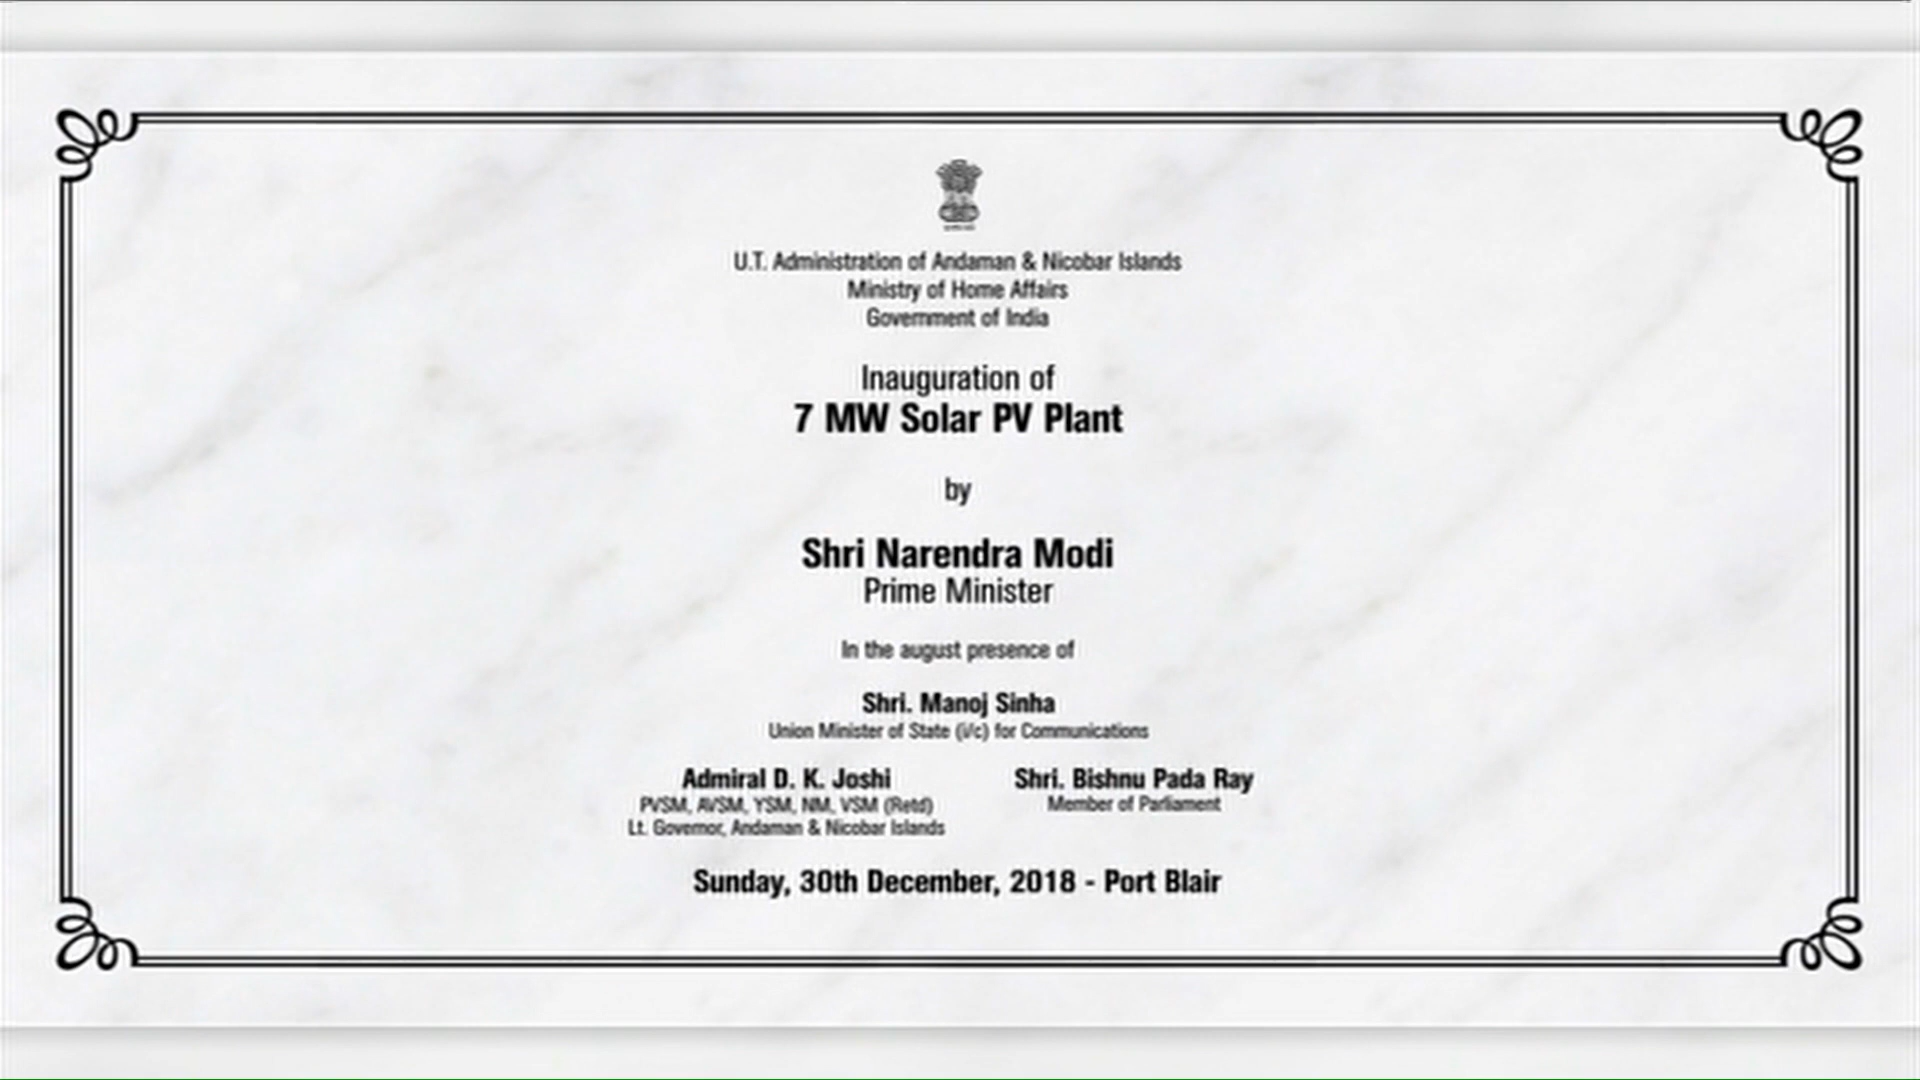 U.T. Administration of Andaman & Nicobar Islands
Ministry of Home Affairs
Government of India
Inauguration of
7 MW Solar PV Plant
by
Shri Narendra Modi
Prime Minister
In the august presence of
Shri. Manoj Sinha
Union Minister of State (i/c) for Communications
Admiral D. K. Joshi
PVSM, AVSM, YSM, NM, VSM (Retd)
Lt. Governor, Andaman & Nicobar Islands
Shri. Bishnu Pada Ray
Member of Parliament
Sunday, 30th December, 2018 - Port Blair